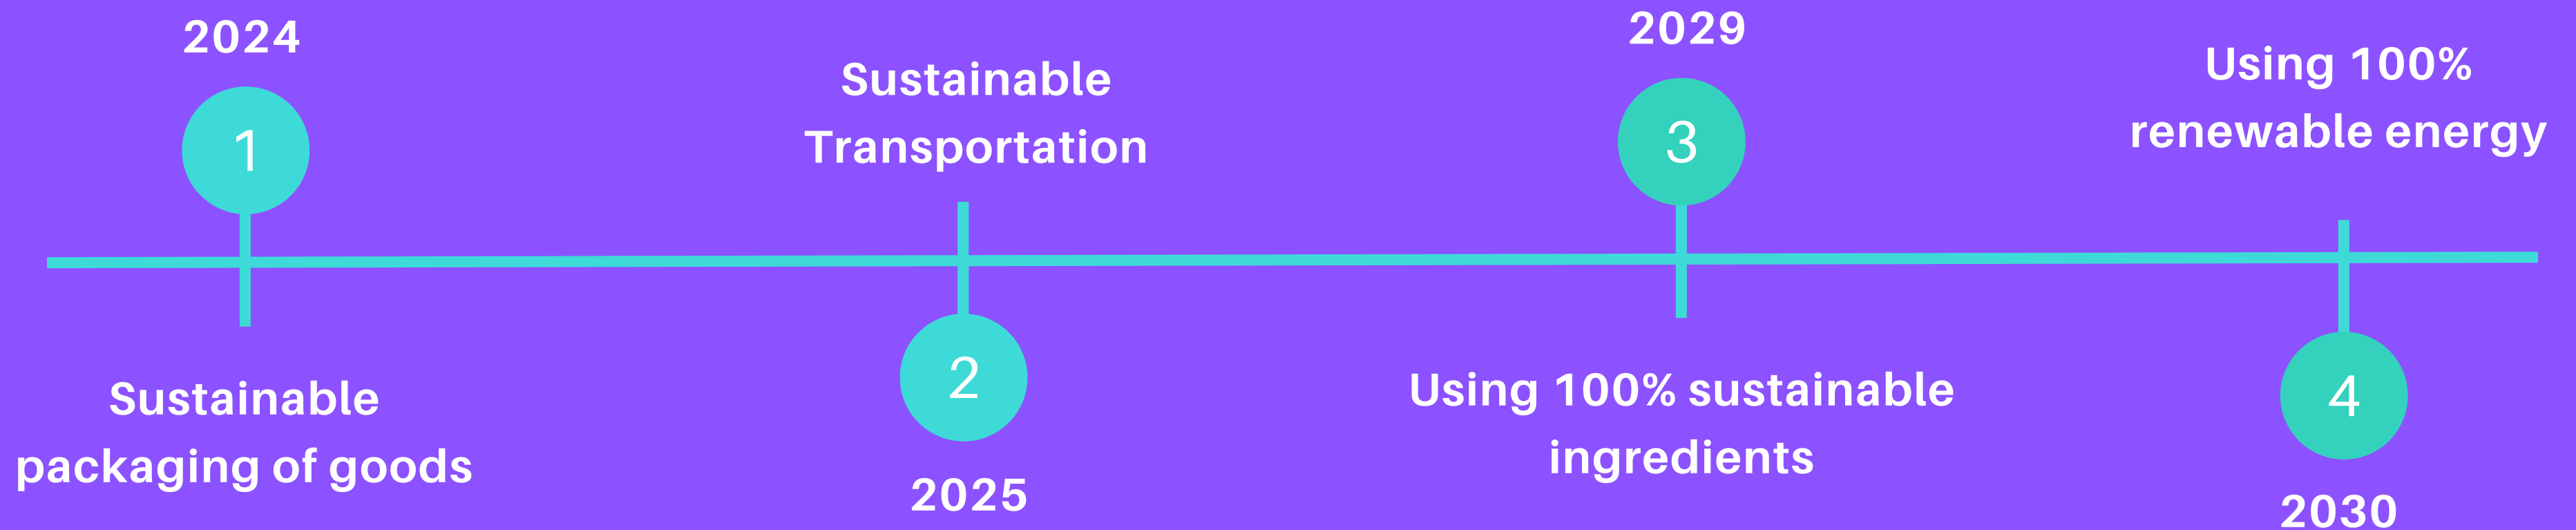 2024
1
Sustainable
packaging of goods
Sustainable
Transportation
2
2025
2029
3
Using 100% sustainable
ingredients
Using 100%
renewable energy
4
2030